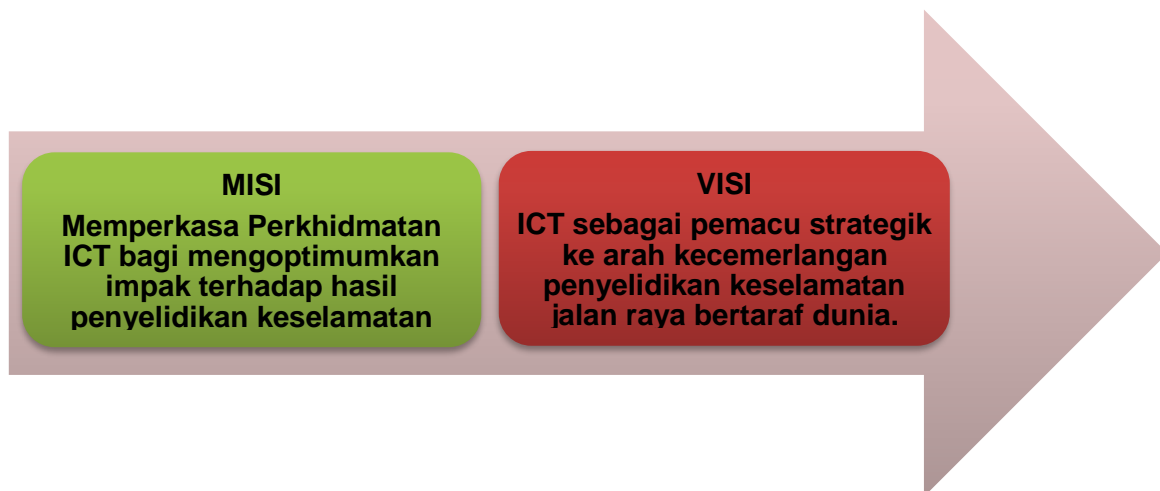 MISI
Memperkasa Perkhidmatan
ICT bagi mengoptimumkan
impak terhadap hasil
penyelidikan keselamatan
VISI
ICT sebagai pemacu strategik
ke arah kecemerlangan
penyelidikan keselamatan
jalan raya bertaraf dunia.